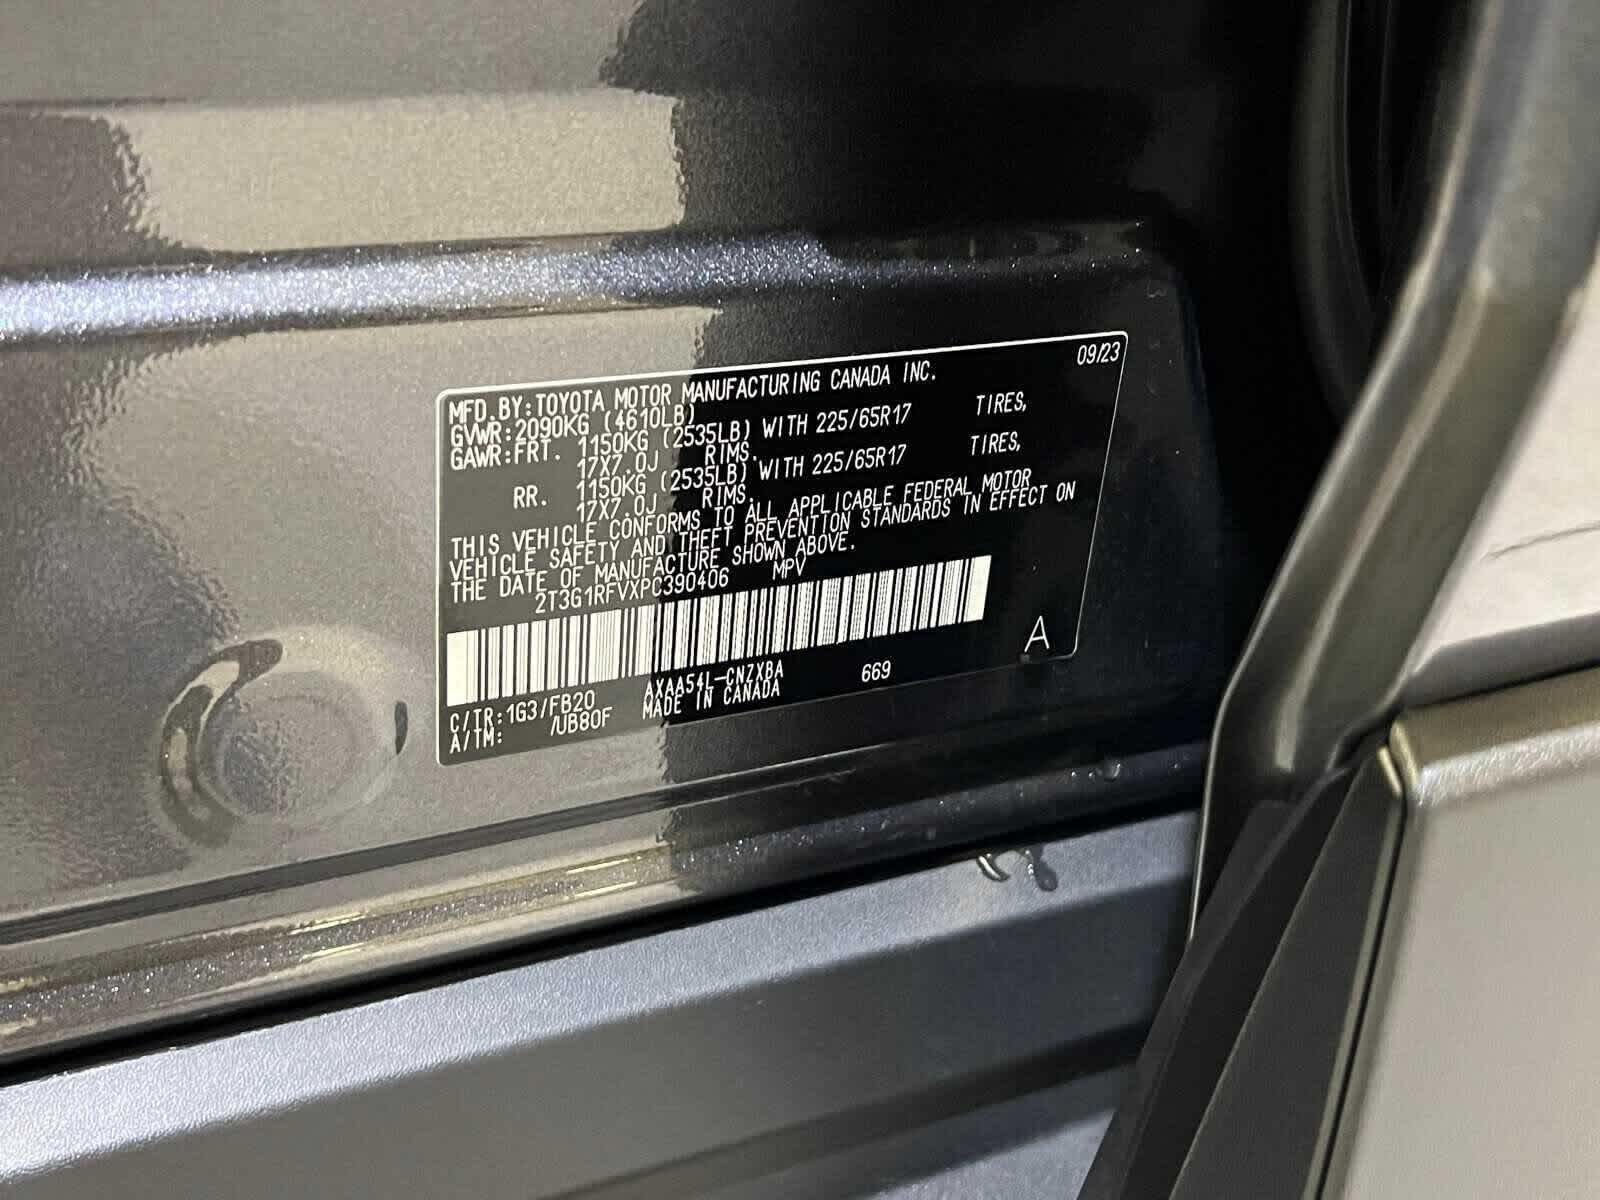 09/23
MFD.BY:TOYOTA MOTOR MANUFACTURING CANADA INC.
GVWR:2090KG (4610LB)
GAWR:FRT. 1150KG (2535LB) WITH 225/65R17 TIRES,
17X7.0J RIMS.
RR. 1150KG (2535LB) WITH 225/65R17 TIRES,
17X7.0J RIMS.
THIS VEHICLE CONFORMS TO ALL APPLICABLE FEDERAL MOTOR
VEHICLE SAFETY AND THEFT PREVENTION STANDARDS IN EFFECT ON
THE DATE OF MANUFACTURE SHOWN ABOVE.
2T3G1RFVXPC390406 MPV
A
C/TR:1G3/FB20 AXAA54L-CNZXBA 669
A/TM: /UB80F MADE IN CANADA